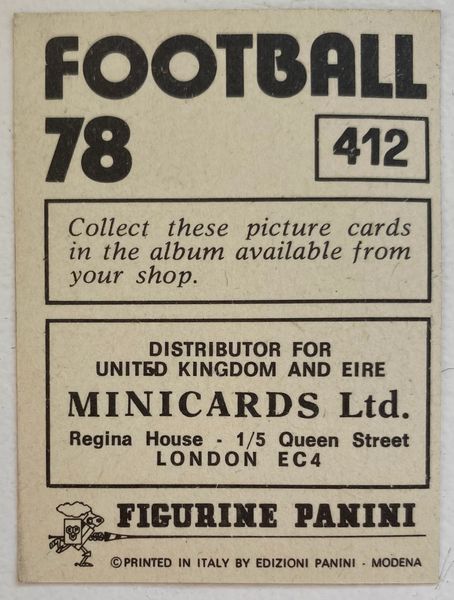 FOOTBALL
78
412
Collect these picture cards
in the album available from
your shop.
DISTRIBUTOR FOR
UNITED KINGDOM AND EIRE
MINICARDS Ltd.
Regina House - 1/5 Queen Street
LONDON EC4
FIGURINE PANINI
©PRINTED IN ITALY BY EDIZIONI PANINI - MODENA